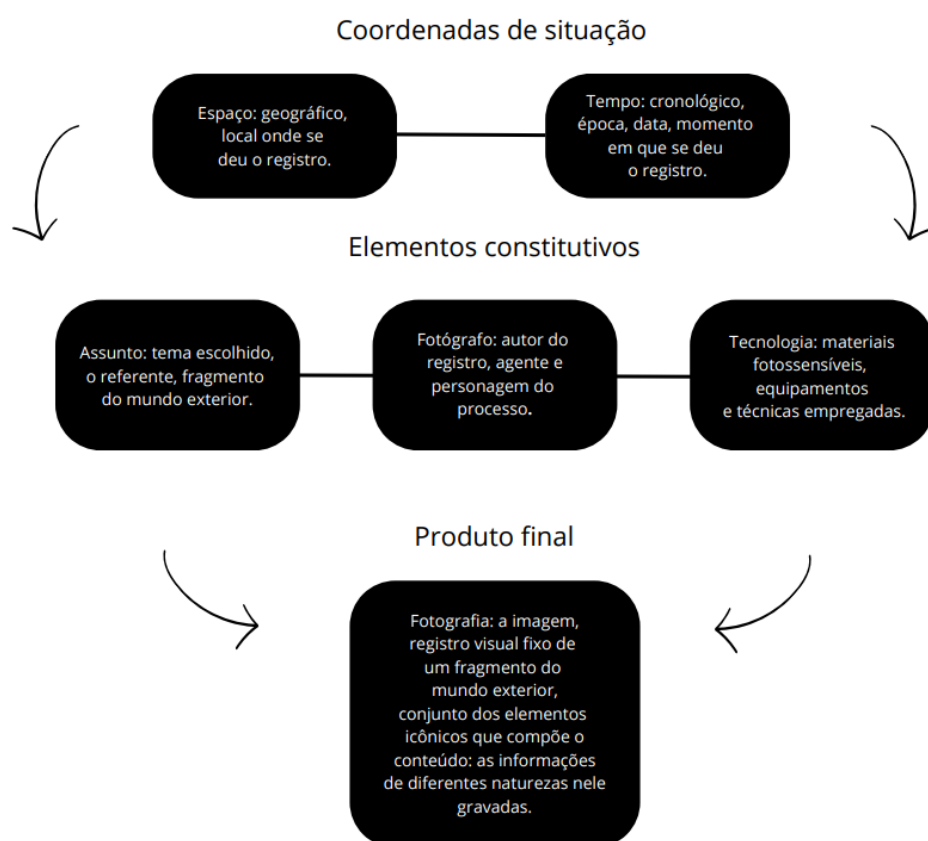 Coordenadas de situação
Espaço: geográfico,
local onde se
deu o registro.
Tempo: cronológico,
época, data, momento
em que se deu
o registro.
Elementos constitutivos
Assunto: tema escolhido,
o referente, fragmento
do mundo exterior.
Fotógrafo: autor do
registro, agente e
personagem do
processo.
Tecnologia: materiais
fotossensíveis,
equipamentos
e técnicas empregadas.
Produto final
Fotografia: a imagem,
registro visual fixo de
um fragmento do
mundo exterior,
conjunto dos elementos
icônicos que compõe o
conteúdo: as informações
de diferentes naturezas nele
gravadas.